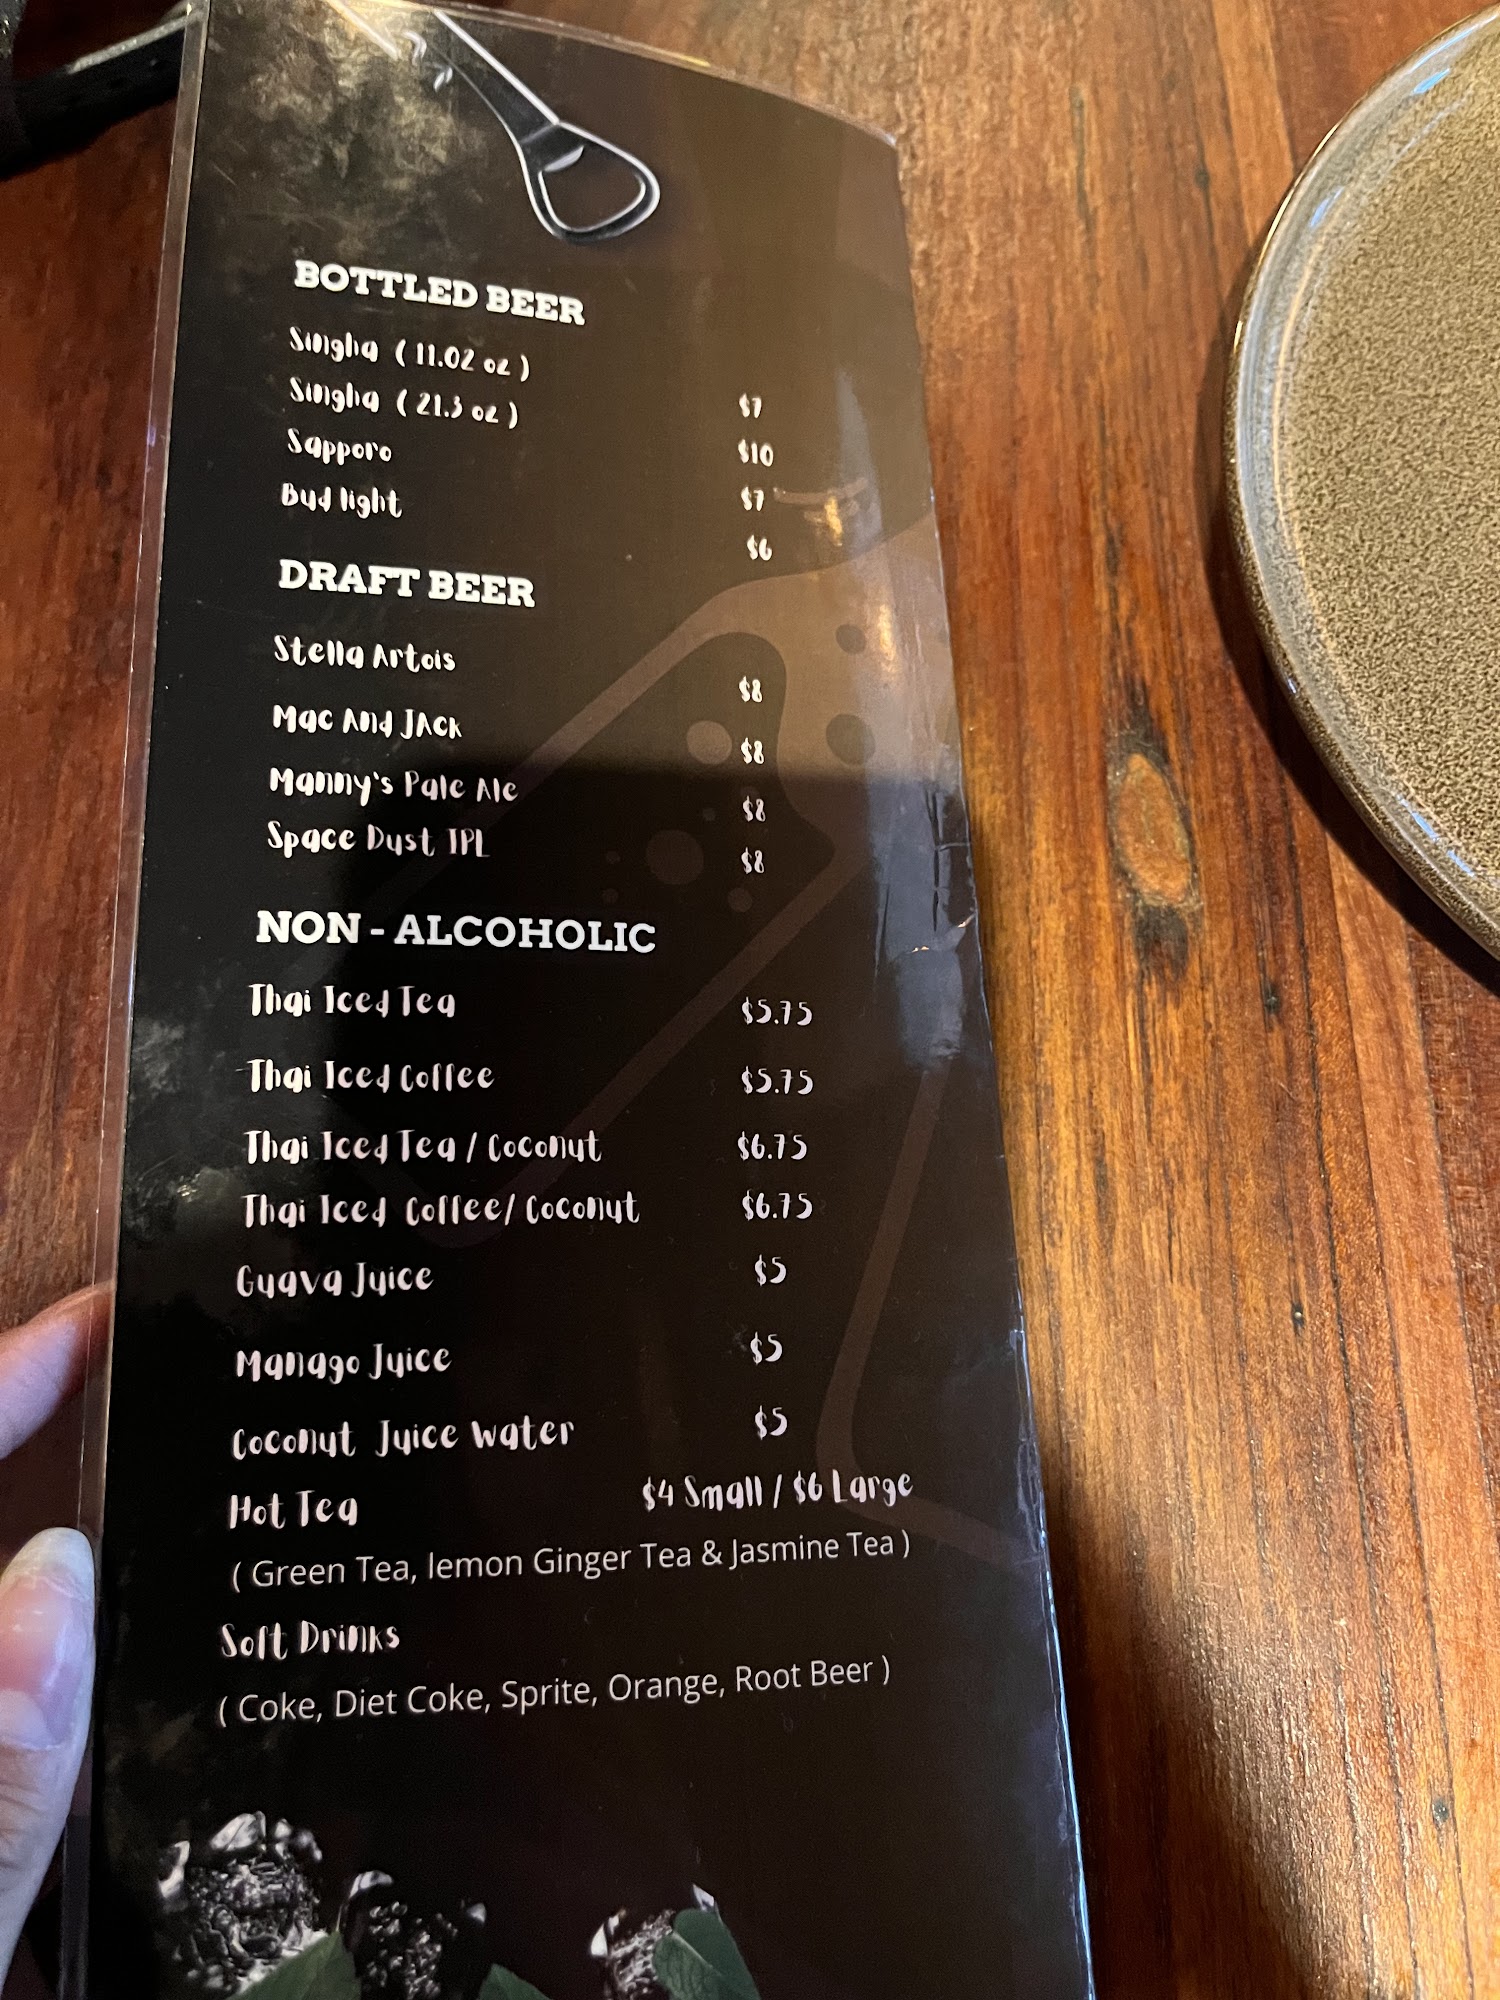 BOTTLED BEER
Singha ( 11.02 oz ) $7
Singha ( 21.3 oz ) $10
Sapporo $7
Bud light $6
DRAFT BEER
Stella Artois $8
Mac And JAck $8
Manny's Pale Ale $8
Space Dust IPL $8
NON - ALCOHOLIC
Thai Iced Tea $5.75
Thai Iced Coffee $5.75
Thai Iced Tea / Coconut $6.75
Thai Iced Coffee/ Coconut $6.75
Guava Juice $5
Manago Juice $5
Coconut Juice Water $5
Hot Tea $4 Small / $6 Large
( Green Tea, lemon Ginger Tea & Jasmine Tea )
Soft Drinks
( Coke, Diet Coke, Sprite, Orange, Root Beer )